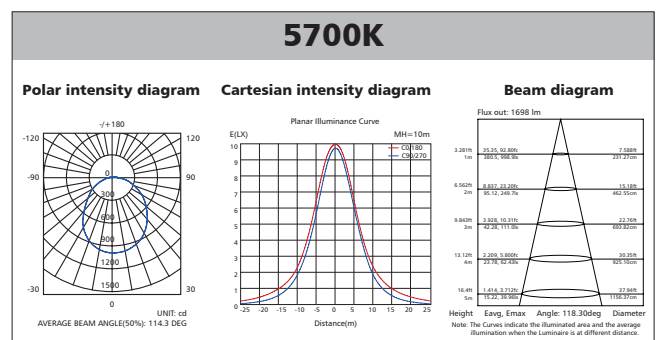 5700K
Polar intensity diagram
Cartesian intensity diagram
Beam diagram
-/+180
-120
120
-90
90
-30
30
0
0
300
600
900
1200
1500
UNIT: cd
AVERAGE BEAM ANGLE(50%): 114.3 DEG
Planar Illuminance Curve
E(LX)
MH=10m
C0/180
C90/270
10
9
8
7
6
5
4
3
2
1
0
-25 -20 -15 -10 -5 0 5 10 15 20 25
Distance(m)
Flux out: 1698 lm
3.281ft 35.35, 92.80fc 7.588ft
1m 380.5, 998.9lx 231.27cm
6.562ft 8.837, 23.20fc 15.18ft
2m 95.12, 249.7lx 462.55cm
9.843ft 3.928, 10.31fc 22.76ft
3m 42.28, 111.0lx 693.82cm
13.12ft 2.209, 5.800fc 30.35ft
4m 23.78, 62.43lx 925.10cm
16.4ft 1.414, 3.712fc 37.94ft
5m 15.22, 39.96lx 1156.37cm
Height Eavg, Emax Angle: 118.30deg Diameter
Note: The Curves indicate the illuminated area and the average
illumination when the Luminaire is at different distance.